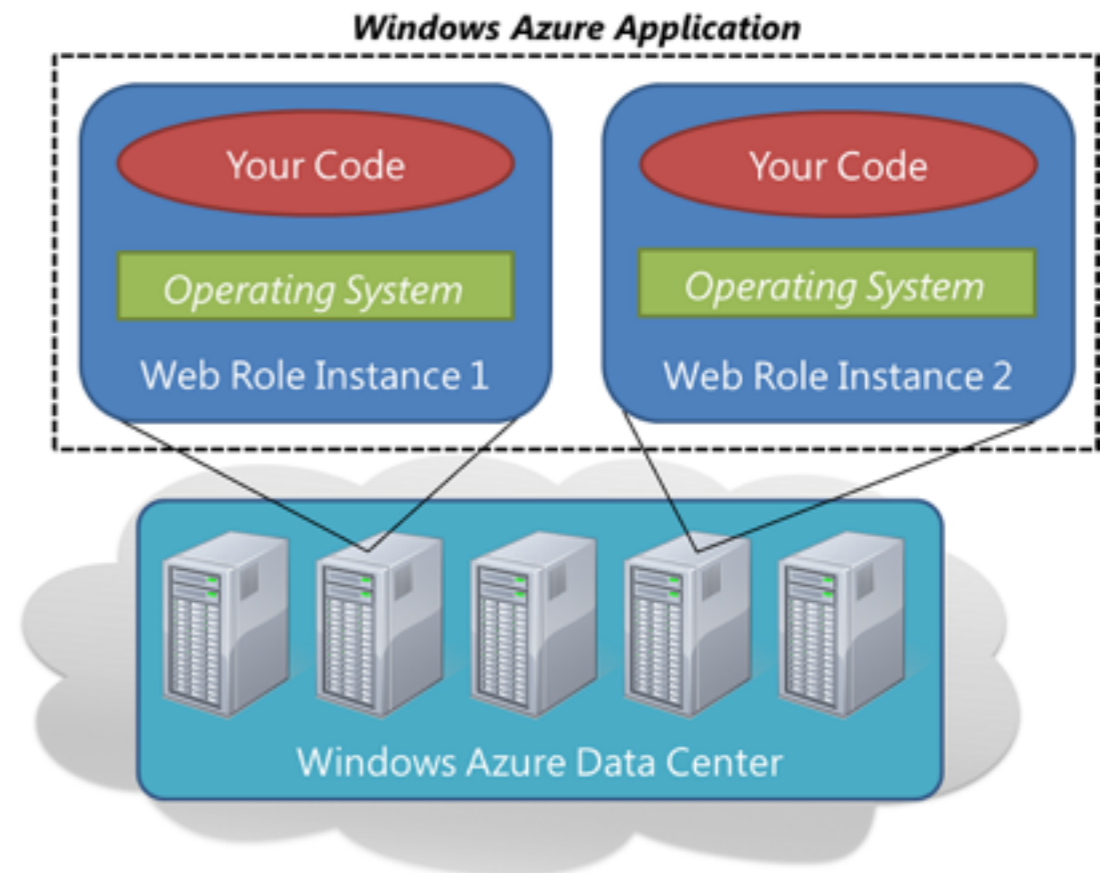 Windows Azure Application
Your Code
Operating System
Web Role Instance 1
Your Code
Operating System
Web Role Instance 2
Windows Azure Data Center